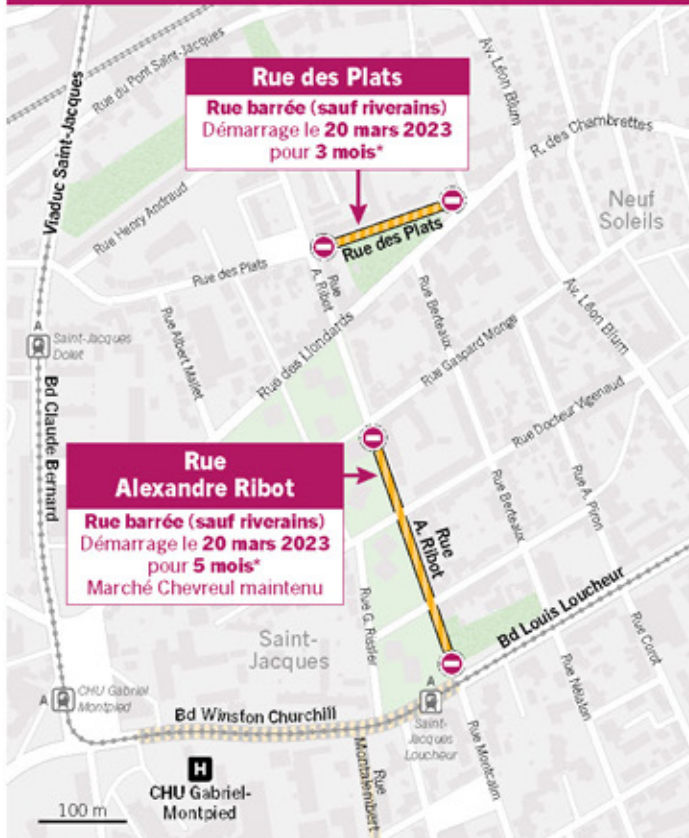 Rue des Plats
Rue barrée (sauf riverains)
Démarrage le 20 mars 2023
pour 3 mois*
Viaduc Saint-Jacques
Rue du Pont Saint-Jacques
Av. Léon Blum
R. des Chambrettes
Neuf
Soleils
Rue Henry Andraud
Rue des Plats
Rue des Plats
Rue
A. Ribot
Rue Berteaux
Av. Léon Blum
A
Saint-Jacques
Dolet
Rue Albert Mallet
Rue des Liondards
Rue Gaspard Monge
Rue Docteur Vigenaud
Bd Claude Bernard
Rue
Alexandre Ribot
Rue barrée (sauf riverains)
Démarrage le 20 mars 2023
pour 5 mois*
Marché Chevreul maintenu
Rue
A. Ribot
Rue Berteaux
Rue A. Piron
Bd Louis Loucheur
Rue G. Rissler
Rue Corot
Rue Nélaton
Saint-
Jacques
A
CHU Gabriel
Montpied
A
Saint-
Jacques
Loucheur
Bd Winston Churchill
Rue Montcalm
Rue
Montalembert
H
CHU Gabriel-
Montpied
100 m